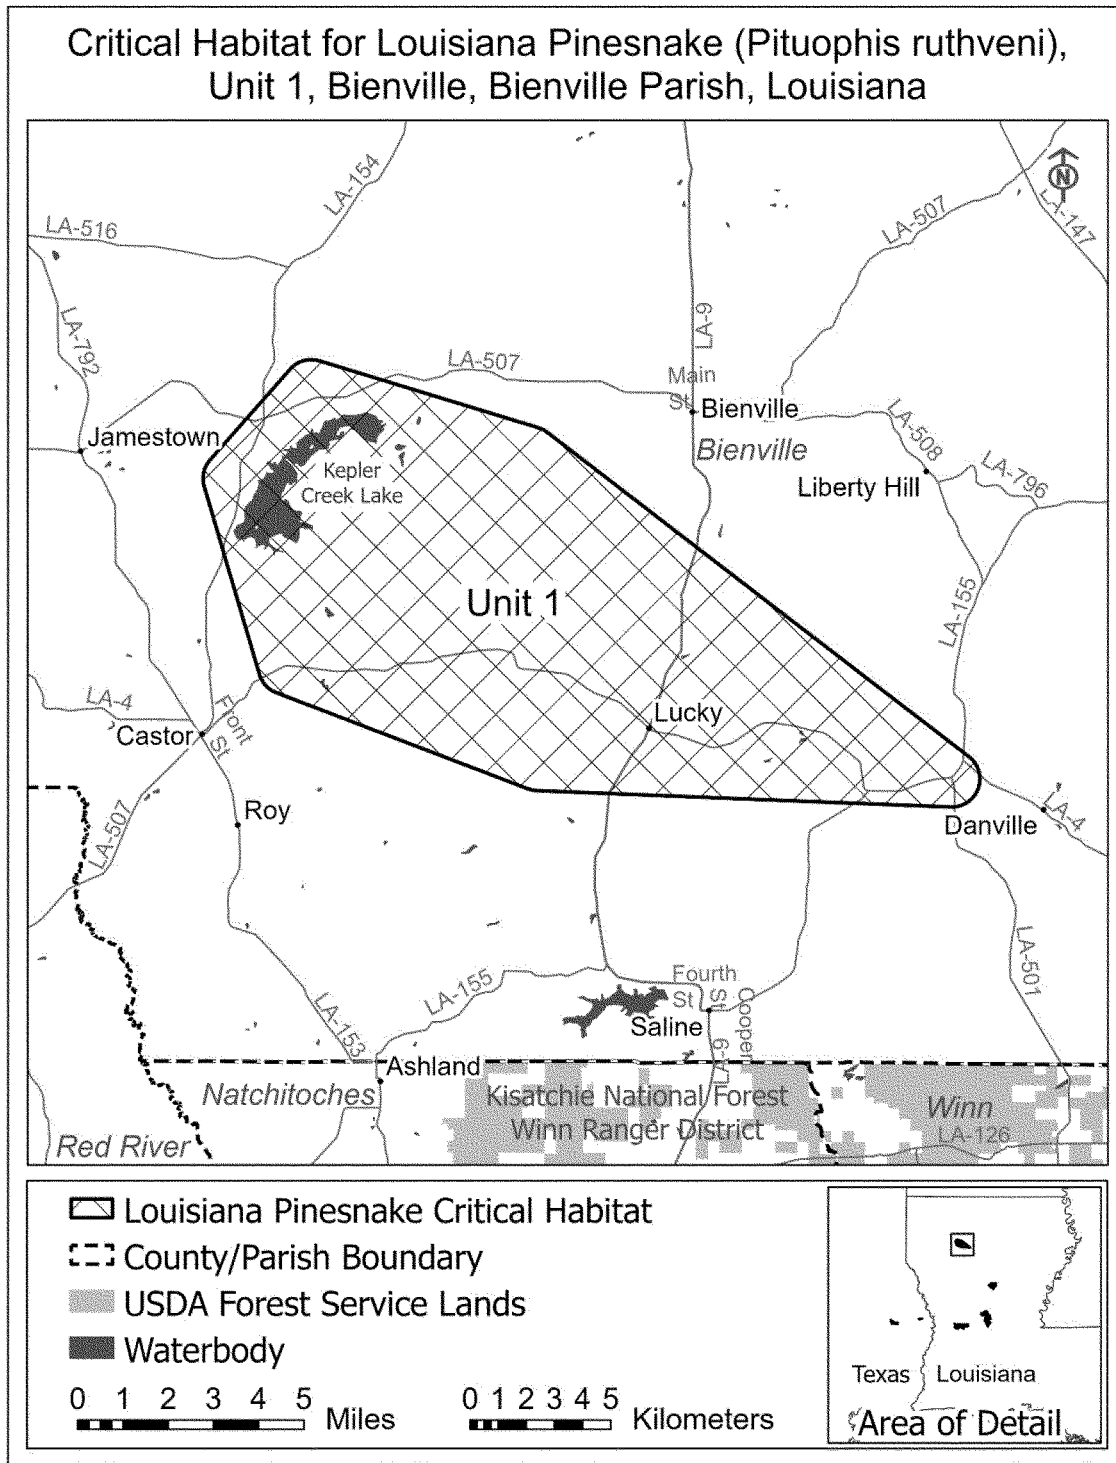 Critical Habitat for Louisiana Pinesnake (Pituophis ruthveni),
Unit 1, Bienville, Bienville Parish, Louisiana
LA-154
N
LA-516
LA-507
LA-147
LA-792
LA-9
LA-507
Main
St
Bienville
Jamestown
Bienville
LA-508
Kepler
Creek Lake
Liberty Hill
LA-796
Unit 1
LA-155
LA-4
Front
St
Lucky
Castor
Roy
LA-507
LA-4
Danville
LA-501
LA-155
Fourth
St
St
Cooper
Saline
LA-153
LA-9
Ashland
Natchitoches
Kisatchie National Forest
Winn Ranger District
Winn
LA-126
Red River
Louisiana Pinesnake Critical Habitat
County/Parish Boundary
USDA Forest Service Lands
Waterbody
0 1 2 3 4 5
Miles
0 1 2 3 4 5
Kilometers
Texas
Louisiana
Area of Detail